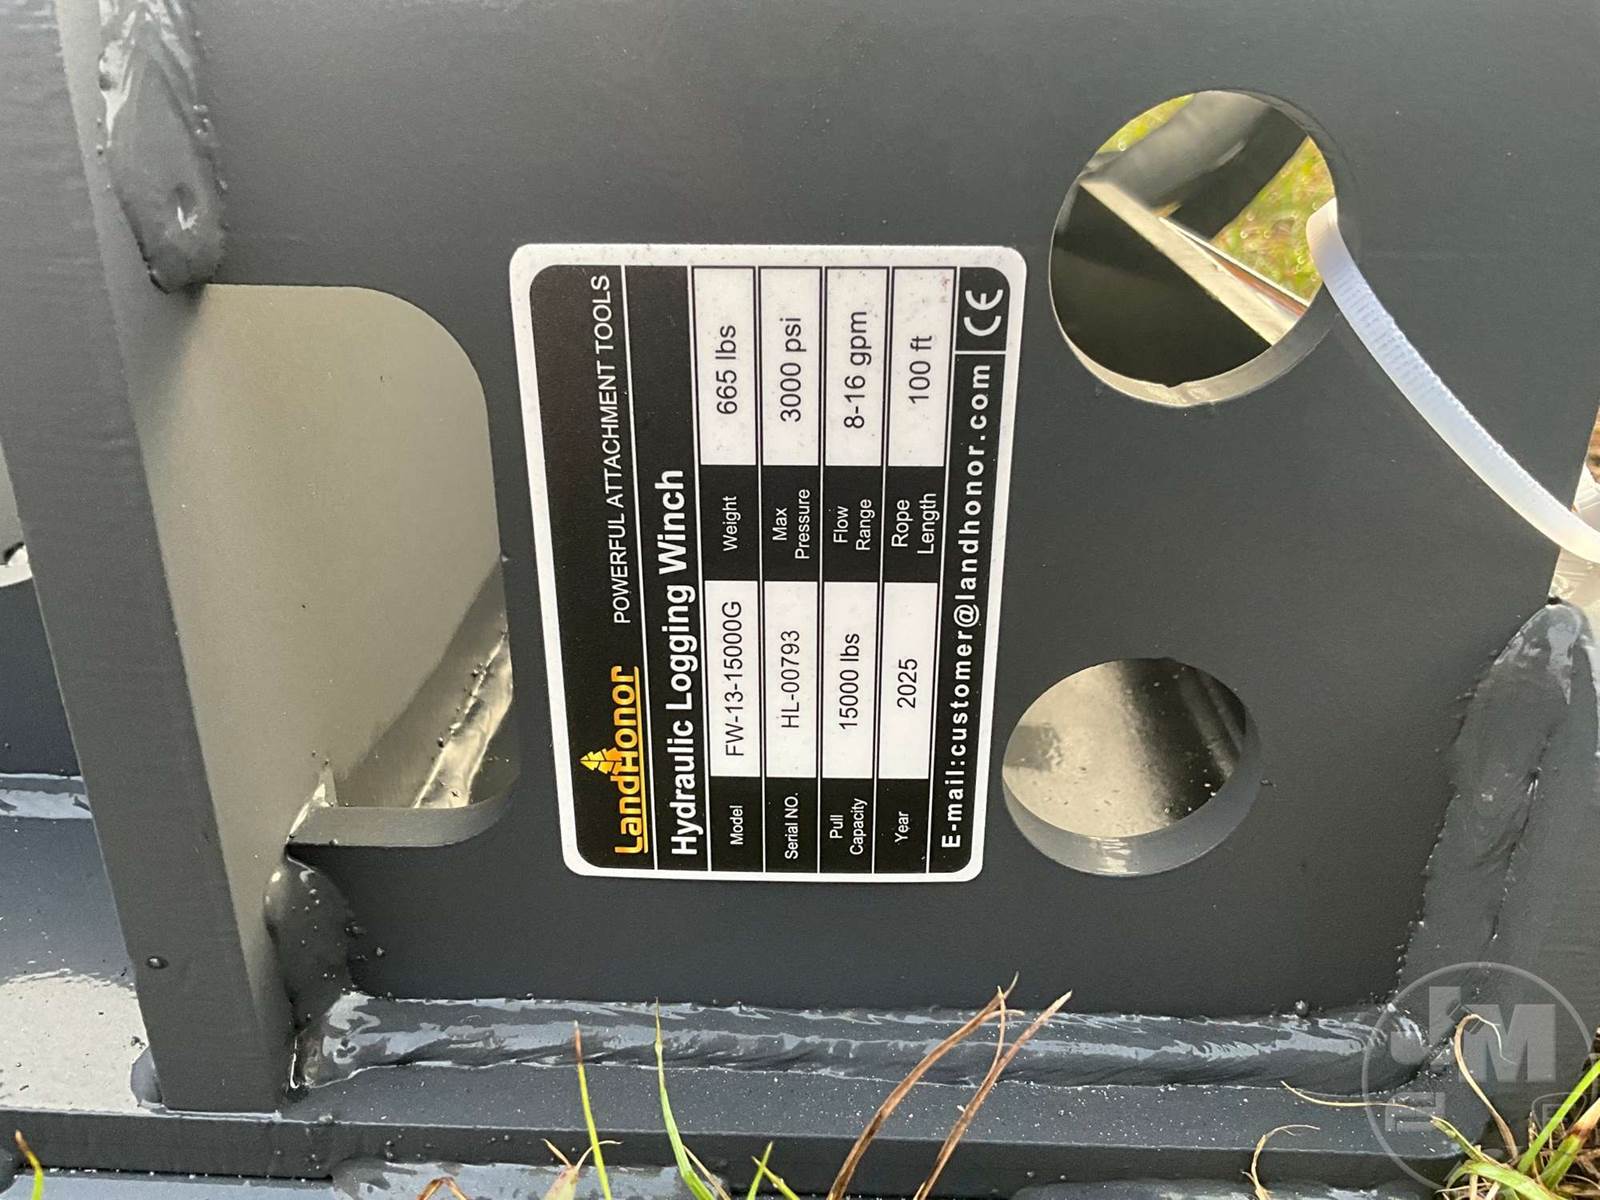 LandHonor POWERFUL ATTACHMENT TOOLS
Hydraulic Logging Winch
Model FW-13-15000G Weight 665 lbs
Serial NO. HL-00793 Max Pressure 3000 psi
Pull Capacity 15000 lbs Flow Range 8-16 gpm
Year 2025 Rope Length 100 ft
E-mail:customer@landhonor.com CE
JM